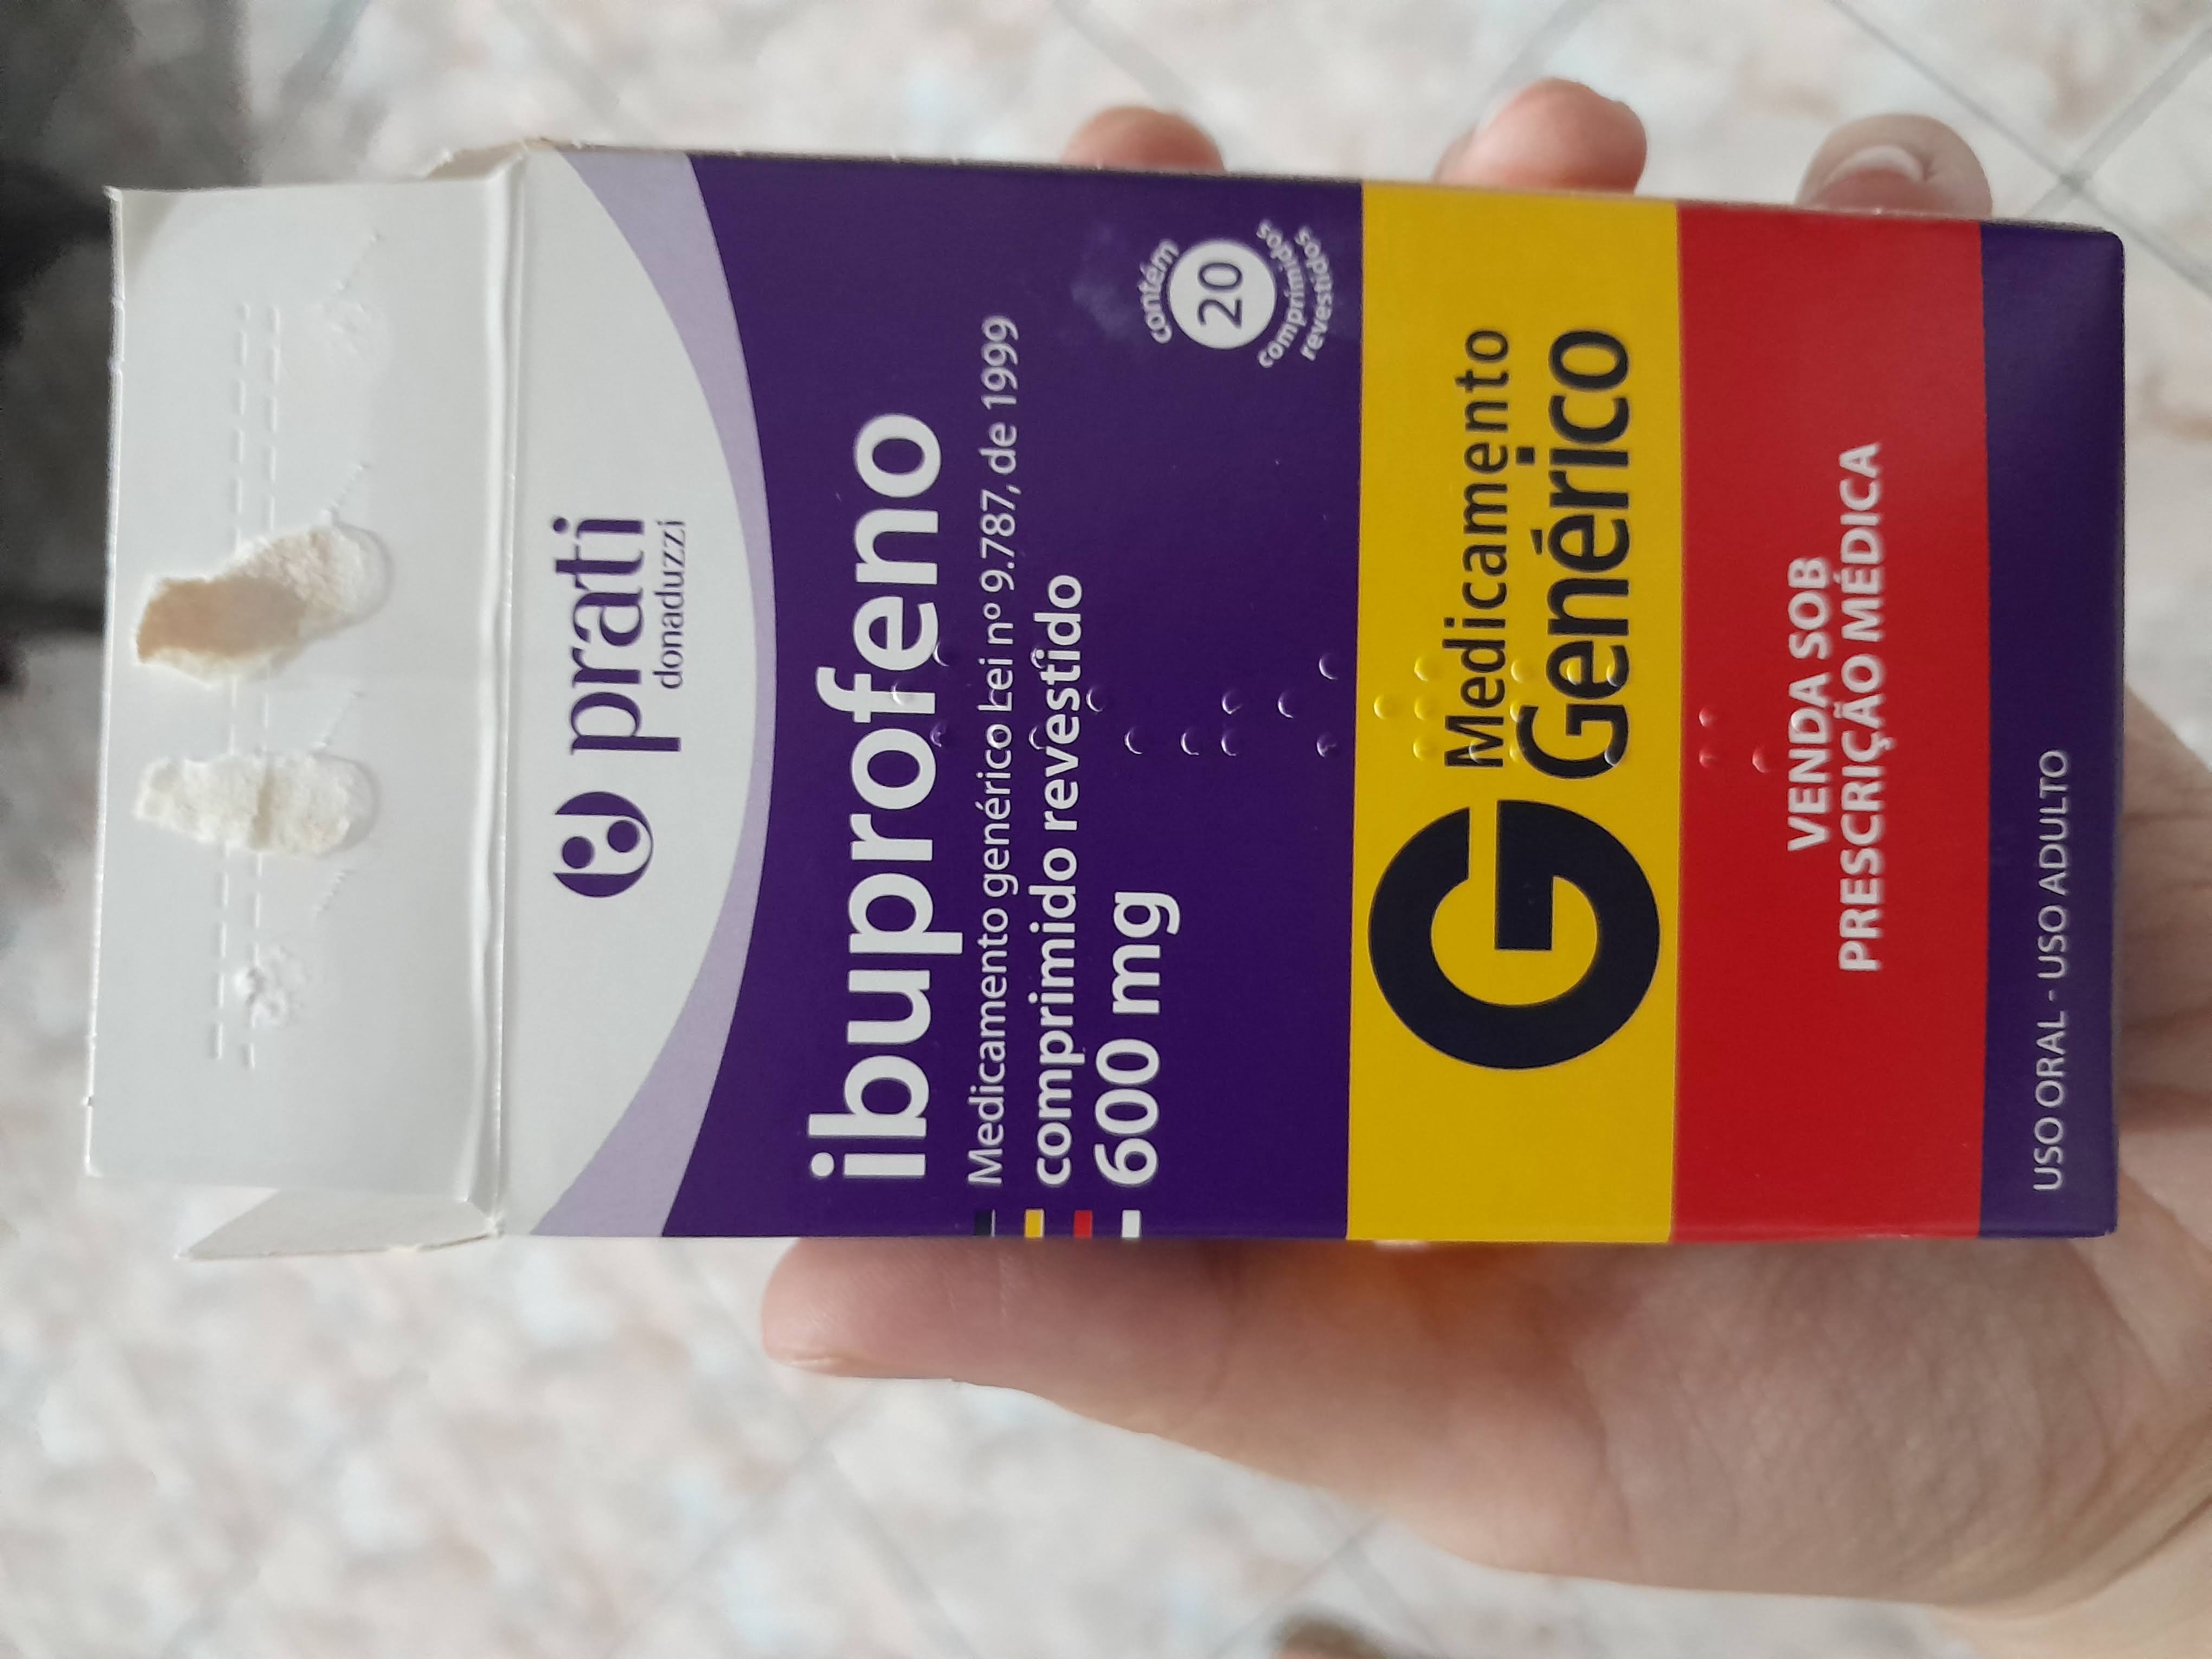 prati
donaduzzi
ibuprofeno
Medicamento genérico Lei nº 9.787, de 1999
comprimido revestido
600 mg
contém
20
comprimidos
revestidos
G Medicamento
Genérico
VENDA SOB
PRESCRIÇÃO MÉDICA
USO ORAL - USO ADULTO